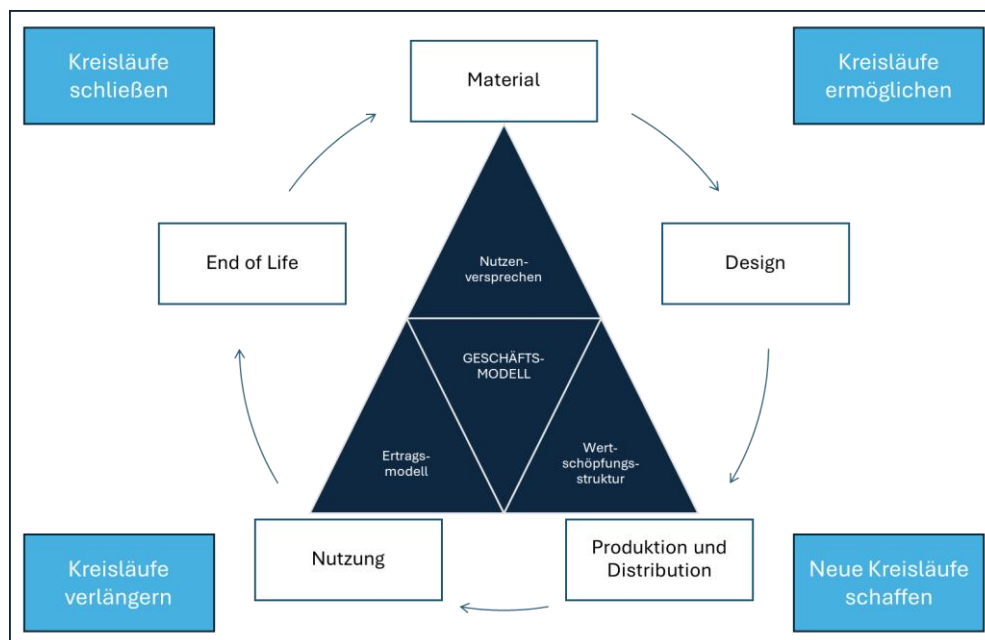 Kreisläufe
schließen
Material
Kreisläufe
ermöglichen
End of Life
Design
Nutzen-
versprechen
GESCHÄFTS-
MODELL
Ertrags-
modell
Wert-
schöpfungs-
struktur
Kreisläufe
verlängern
Nutzung
Produktion und
Distribution
Neue Kreisläufe
schaffen